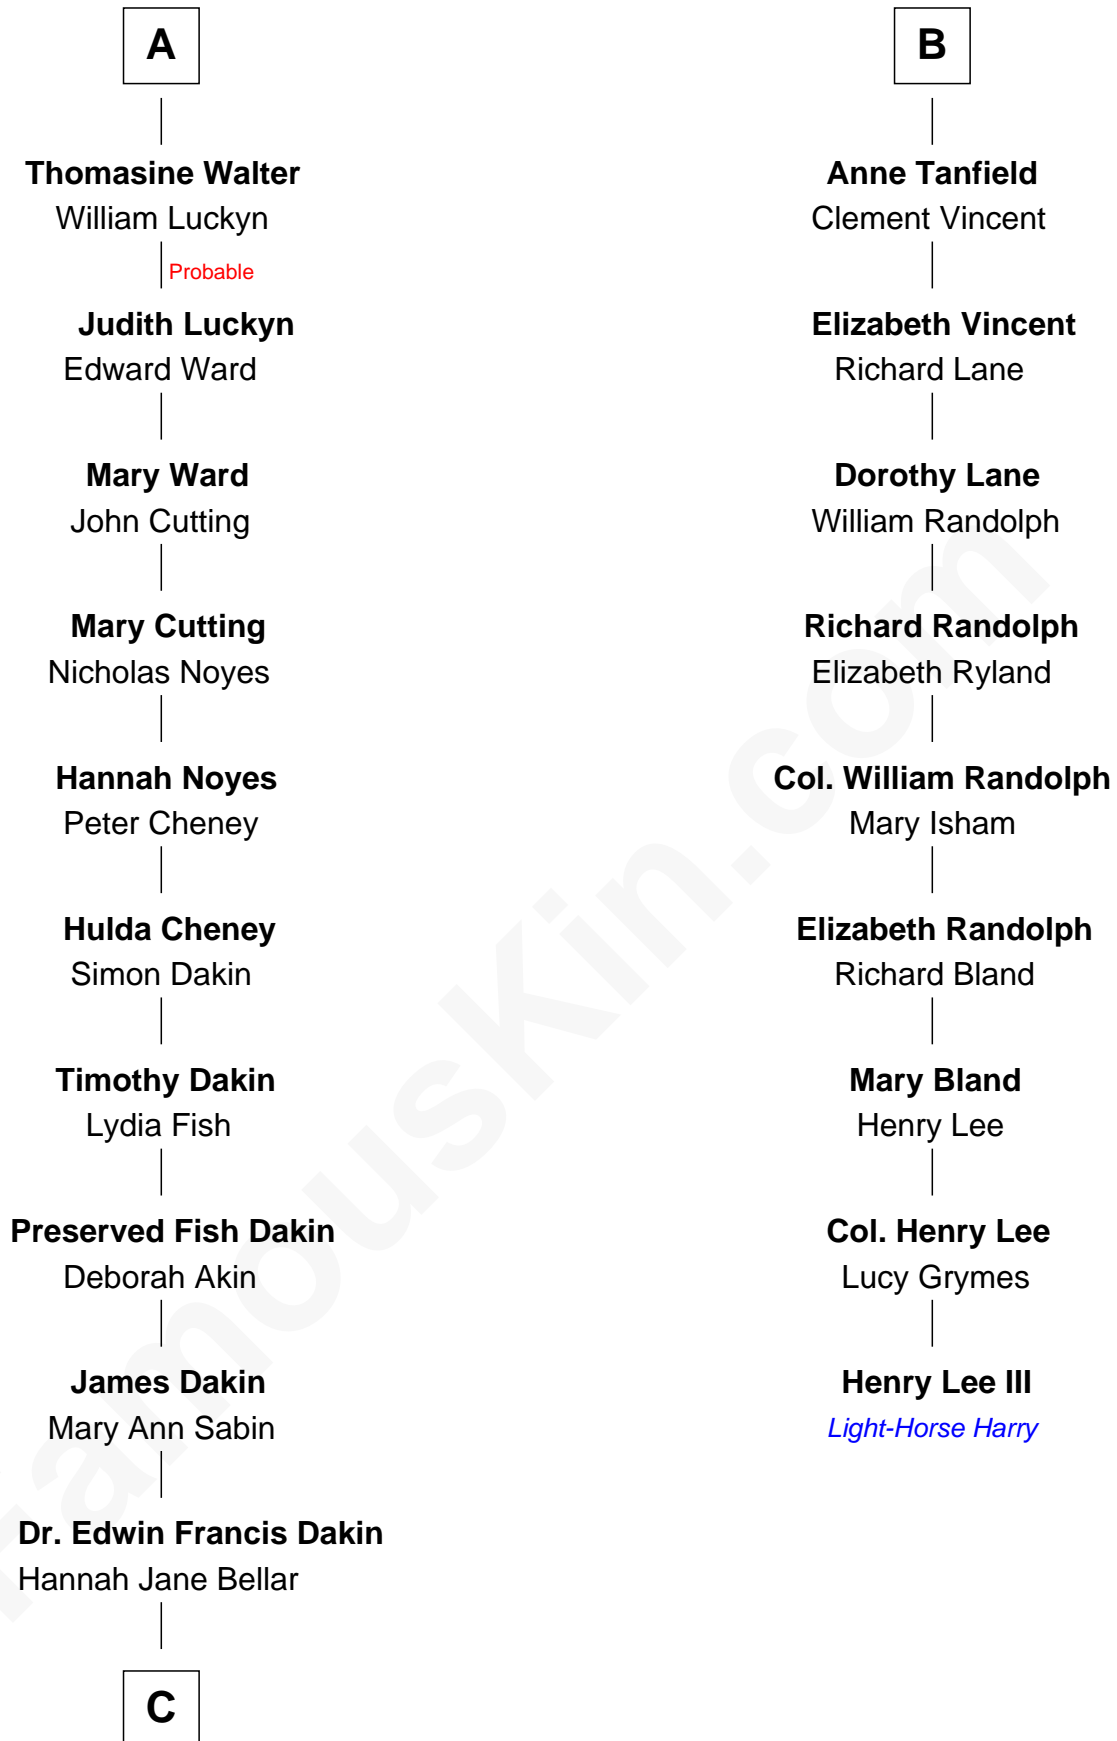 A
Thomasine Walter
William Luckyn
Probable
Judith Luckyn
Edward Ward
Mary Ward
John Cutting
Mary Cutting
Nicholas Noyes
Hannah Noyes
Peter Cheney
Hulda Cheney
Simon Dakin
Timothy Dakin
Lydia Fish
Preserved Fish Dakin
Deborah Akin
James Dakin
Mary Ann Sabin
Dr. Edwin Francis Dakin
Hannah Jane Bellar
C
B
Anne Tanfield
Clement Vincent
Elizabeth Vincent
Richard Lane
Dorothy Lane
William Randolph
Richard Randolph
Elizabeth Ryland
Col. William Randolph
Mary Isham
Elizabeth Randolph
Richard Bland
Mary Bland
Henry Lee
Col. Henry Lee
Lucy Grymes
Henry Lee III
Light-Horse Harry
FamousKin.com